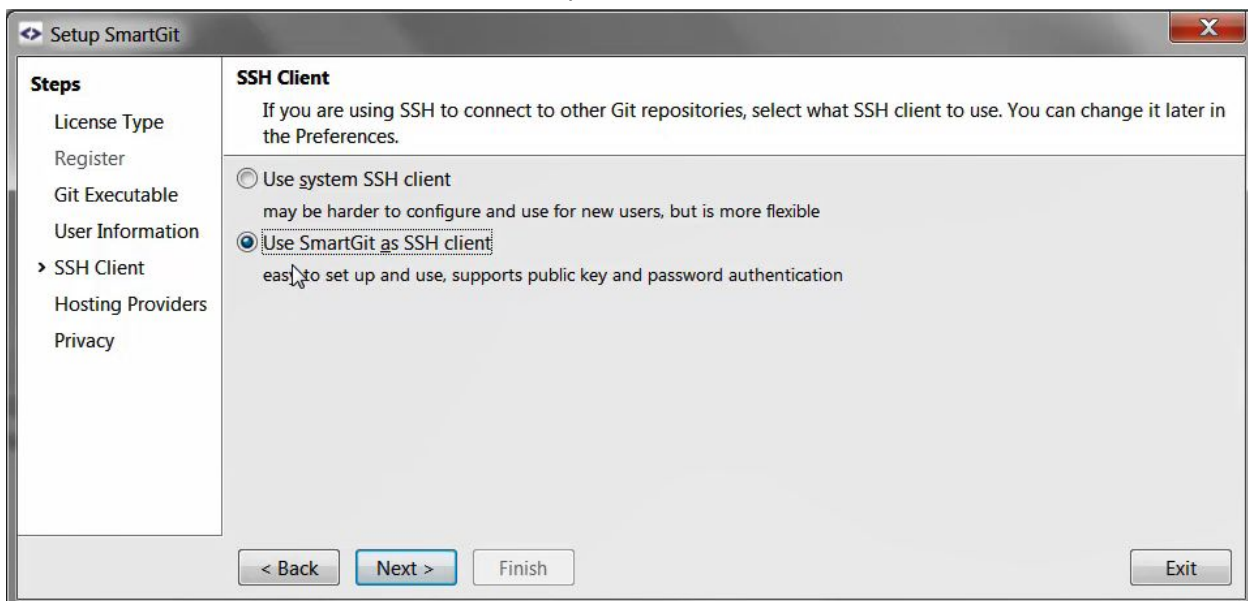 Setup SmartGit
X
Steps
License Type
Register
Git Executable
User Information
> SSH Client
Hosting Providers
Privacy
SSH Client
If you are using SSH to connect to other Git repositories, select what SSH client to use. You can change it later in
the Preferences.
Use system SSH client
may be harder to configure and use for new users, but is more flexible
Use SmartGit as SSH client
easy to set up and use, supports public key and password authentication
< Back
Next >
Finish
Exit